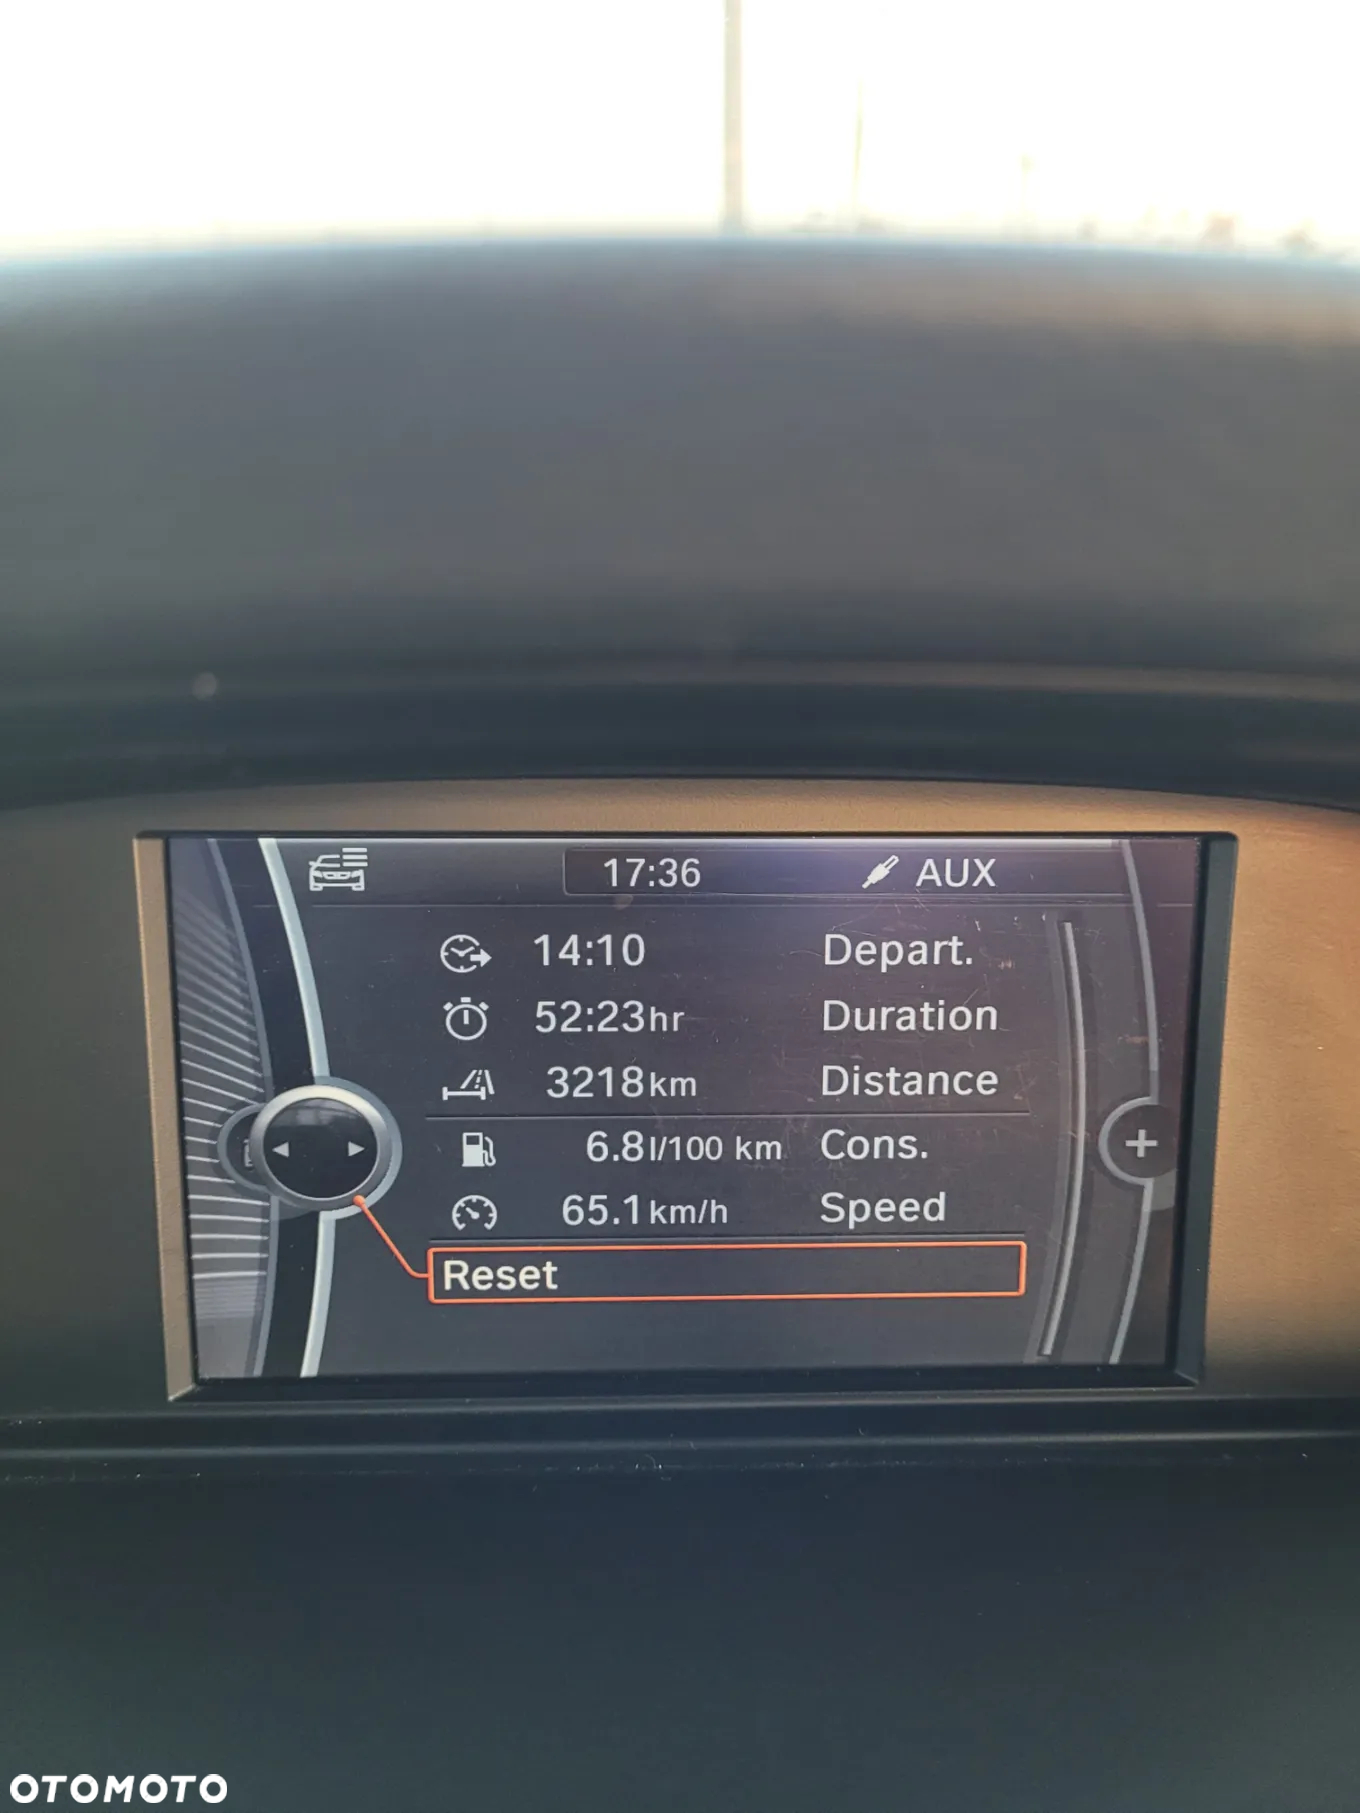 17:36 AUX
14:10 Depart.
52:23hr Duration
3218km Distance
6.8l/100 km Cons.
65.1km/h Speed
Reset
OTOMOTO